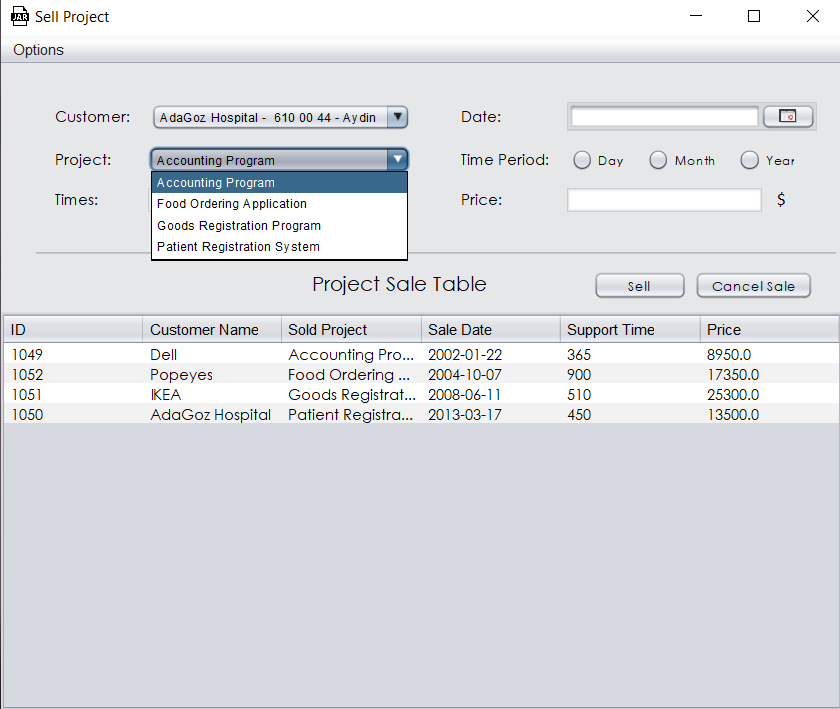 JAR Sell Project
Options
Customer: AdaGoz Hospital - 610 00 44 - Aydin Date:
Project: Accounting Program Time Period: Day Month Year
Accounting Program
Times: Food Ordering Application Price: $
Goods Registration Program
Patient Registration System
Project Sale Table Sell Cancel Sale
ID Customer Name Sold Project Sale Date Support Time Price
1049 Dell Accounting Pro... 2002-01-22 365 8950.0
1052 Popeyes Food Ordering ... 2004-10-07 900 17350.0
1051 IKEA Goods Registrat... 2008-06-11 510 25300.0
1050 AdaGoz Hospital Patient Registra... 2013-03-17 450 13500.0